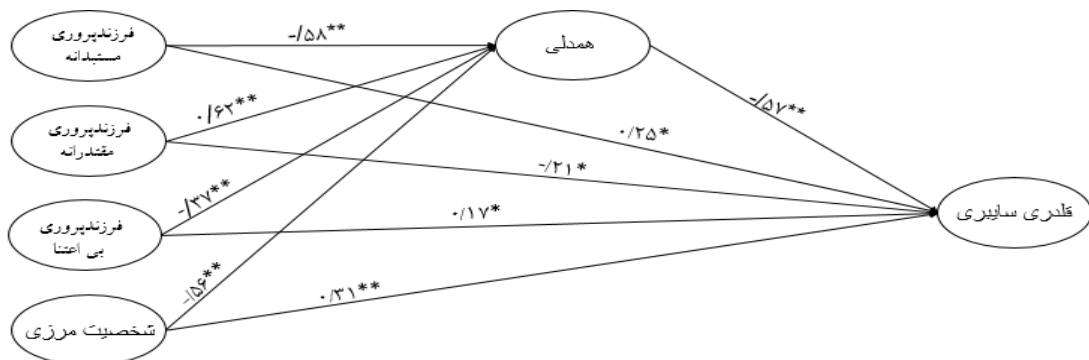 فرزندپروری
مستبدانه
-/۵۸**
همدلی
فرزندپروری
مقتدرانه
۰/۶۲**
-/۵۷**
۰/۲۵*
-/۲۱*
فرزندپروری
بی اعتنا
-/۳۷**
۰/۱۷*
قلدری سایبری
شخصیت مرزی
-/۵۶**
۰/۳۱**